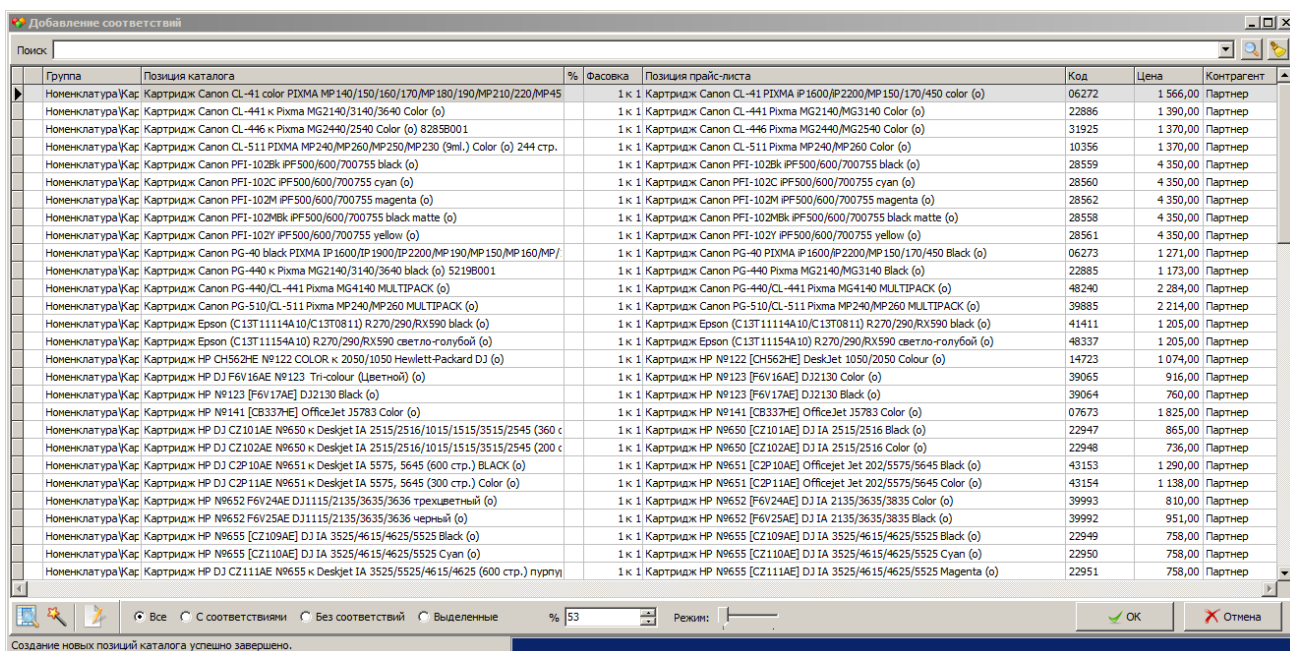 Добавление соответствий
Поиск
Группа Позиция каталога % Фасовка Позиция прайс-листа Код Цена Контрагент
Номенклатура\Кар Картридж Canon CL-41 color PIXMA MP140/150/160/170/MP180/190/MP210/220/MP45 1 к 1 Картридж Canon CL-41 PIXMA iP1600/iP2200/MP150/170/450 color (o) 06272 1 566,00 Партнер
Номенклатура\Кар Картридж Canon CL-441 к Pixma MG2140/3140/3640 Color (o) 1 к 1 Картридж Canon CL-441 Pixma MG2140/MG3140 Color (o) 22886 1 390,00 Партнер
Номенклатура\Кар Картридж Canon CL-446 к Pixma MG2440/2540 Color (o) 8285B001 1 к 1 Картридж Canon CL-446 Pixma MG2440/MG2540 Color (o) 31925 1 370,00 Партнер
Номенклатура\Кар Картридж Canon CL-511 PIXMA MP240/MP260/MP250/MP230 (9ml.) Color (o) 244 стр. 1 к 1 Картридж Canon CL-511 Pixma MP240/MP260 Color (o) 10356 1 370,00 Партнер
Номенклатура\Кар Картридж Canon PFI-102Bk iPF500/600/700755 black (o) 1 к 1 Картридж Canon PFI-102Bk iPF500/600/700755 black (o) 28559 4 350,00 Партнер
Номенклатура\Кар Картридж Canon PFI-102C iPF500/600/700755 cyan (o) 1 к 1 Картридж Canon PFI-102C iPF500/600/700755 cyan (o) 28560 4 350,00 Партнер
Номенклатура\Кар Картридж Canon PFI-102M iPF500/600/700755 magenta (o) 1 к 1 Картридж Canon PFI-102M iPF500/600/700755 magenta (o) 28562 4 350,00 Партнер
Номенклатура\Кар Картридж Canon PFI-102MBk iPF500/600/700755 black matte (o) 1 к 1 Картридж Canon PFI-102MBk iPF500/600/700755 black matte (o) 28558 4 350,00 Партнер
Номенклатура\Кар Картридж Canon PFI-102Y iPF500/600/700755 yellow (o) 1 к 1 Картридж Canon PFI-102Y iPF500/600/700755 yellow (o) 28561 4 350,00 Партнер
Номенклатура\Кар Картридж Canon PG-40 black PIXMA IP1600/IP1900/IP2200/MP190/MP150/MP160/MP/ 1 к 1 Картридж Canon PG-40 PIXMA iP1600/iP2200/MP150/170/450 Black (o) 06273 1 271,00 Партнер
Номенклатура\Кар Картридж Canon PG-440 к Pixma MG2140/3140/3640 black (o) 5219B001 1 к 1 Картридж Canon PG-440 Pixma MG2140/MG3140 Black (o) 22885 1 173,00 Партнер
Номенклатура\Кар Картридж Canon PG-440/CL-441 Pixma MG4140 MULTIPACK (o) 1 к 1 Картридж Canon PG-440/CL-441 Pixma MG4140 MULTIPACK (o) 48240 2 284,00 Партнер
Номенклатура\Кар Картридж Canon PG-510/CL-511 Pixma MP240/MP260 MULTIPACK (o) 1 к 1 Картридж Canon PG-510/CL-511 Pixma MP240/MP260 MULTIPACK (o) 39885 2 214,00 Партнер
Номенклатура\Кар Картридж Epson (C13T11114A10/C13T0811) R270/290/RX590 black (o) 1 к 1 Картридж Epson (C13T11114A10/C13T0811) R270/290/RX590 black (o) 41411 1 205,00 Партнер
Номенклатура\Кар Картридж Epson (C13T11154A10) R270/290/RX590 светло-голубой (o) 1 к 1 Картридж Epson (C13T11154A10) R270/290/RX590 светло-голубой (o) 48337 1 205,00 Партнер
Номенклатура\Кар Картридж HP CH562HE №122 COLOR к 2050/1050 Hewlett-Packard DJ (o) 1 к 1 Картридж HP №122 [CH562HE] DeskJet 1050/2050 Colour (o) 14723 1 074,00 Партнер
Номенклатура\Кар Картридж HP DJ F6V16AE №123 Tri-colour (Цветной) (o) 1 к 1 Картридж HP №123 [F6V16AE] DJ2130 Color (o) 39065 916,00 Партнер
Номенклатура\Кар Картридж HP №123 [F6V17AE] DJ2130 Black (o) 1 к 1 Картридж HP №123 [F6V17AE] DJ2130 Black (o) 39064 760,00 Партнер
Номенклатура\Кар Картридж HP №141 [CB337HE] OfficeJet J5783 Color (o) 1 к 1 Картридж HP №141 [CB337HE] OfficeJet J5783 Color (o) 07673 1 825,00 Партнер
Номенклатура\Кар Картридж HP DJ CZ101AE №650 к Deskjet IA 2515/2516/1015/1515/3515/2545 (360 с 1 к 1 Картридж HP №650 [CZ101AE] DJ IA 2515/2516 Black (o) 22947 865,00 Партнер
Номенклатура\Кар Картридж HP DJ CZ102AE №650 к Deskjet IA 2515/2516/1015/1515/3515/2545 (200 с 1 к 1 Картридж HP №650 [CZ102AE] DJ IA 2515/2516 Color (o) 22948 736,00 Партнер
Номенклатура\Кар Картридж HP DJ C2P10AE №651 к Deskjet IA 5575, 5645 (600 стр.) BLACK (o) 1 к 1 Картридж HP №651 [C2P10AE] Officejet Jet 202/5575/5645 Black (o) 43153 1 290,00 Партнер
Номенклатура\Кар Картридж HP DJ C2P11AE №651 к Deskjet IA 5575, 5645 (300 стр.) Color (o) 1 к 1 Картридж HP №651 [C2P11AE] Officejet Jet 202/5575/5645 Color (o) 43154 1 138,00 Партнер
Номенклатура\Кар Картридж HP №652 F6V24AE DJ1115/2135/3635/3636 трехцветный (o) 1 к 1 Картридж HP №652 [F6V24AE] DJ IA 2135/3635/3835 Color (o) 39993 810,00 Партнер
Номенклатура\Кар Картридж HP №652 F6V25AE DJ1115/2135/3635/3636 черный (o) 1 к 1 Картридж HP №652 [F6V25AE] DJ IA 2135/3635/3835 Black (o) 39992 951,00 Партнер
Номенклатура\Кар Картридж HP №655 [CZ109AE] DJ IA 3525/4615/4625/5525 Black (o) 1 к 1 Картридж HP №655 [CZ109AE] DJ IA 3525/4615/4625/5525 Black (o) 22949 758,00 Партнер
Номенклатура\Кар Картридж HP №655 [CZ110AE] DJ IA 3525/4615/4625/5525 Cyan (o) 1 к 1 Картридж HP №655 [CZ110AE] DJ IA 3525/4615/4625/5525 Cyan (o) 22950 758,00 Партнер
Номенклатура\Кар Картридж HP DJ CZ111AE №655 к Deskjet IA 3525/5525/4615/4625 (600 стр.) пурпу 1 к 1 Картридж HP №655 [CZ111AE] DJ IA 3525/4615/4625/5525 Magenta (o) 22951 758,00 Партнер
Все С соответствиями Без соответствий Выделенные % 53 Режим: OK Отмена
Создание новых позиций каталога успешно завершено.